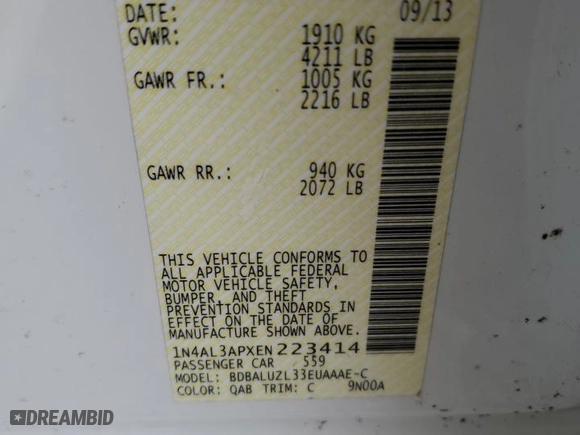 DATE: 09/13
GVWR: 1910 KG
4211 LB
GAWR FR.: 1005 KG
2216 LB
GAWR RR.: 940 KG
2072 LB
THIS VEHICLE CONFORMS TO
ALL APPLICABLE FEDERAL
MOTOR VEHICLE SAFETY,
BUMPER, AND THEFT
PREVENTION STANDARDS IN
EFFECT ON THE DATE OF
MANUFACTURE SHOWN ABOVE.
1N4AL3APXEN223414
PASSENGER CAR 559
MODEL: BDBALUZL33EUAAAE-C
COLOR: QAB TRIM: C 9N00A
DREAMBID